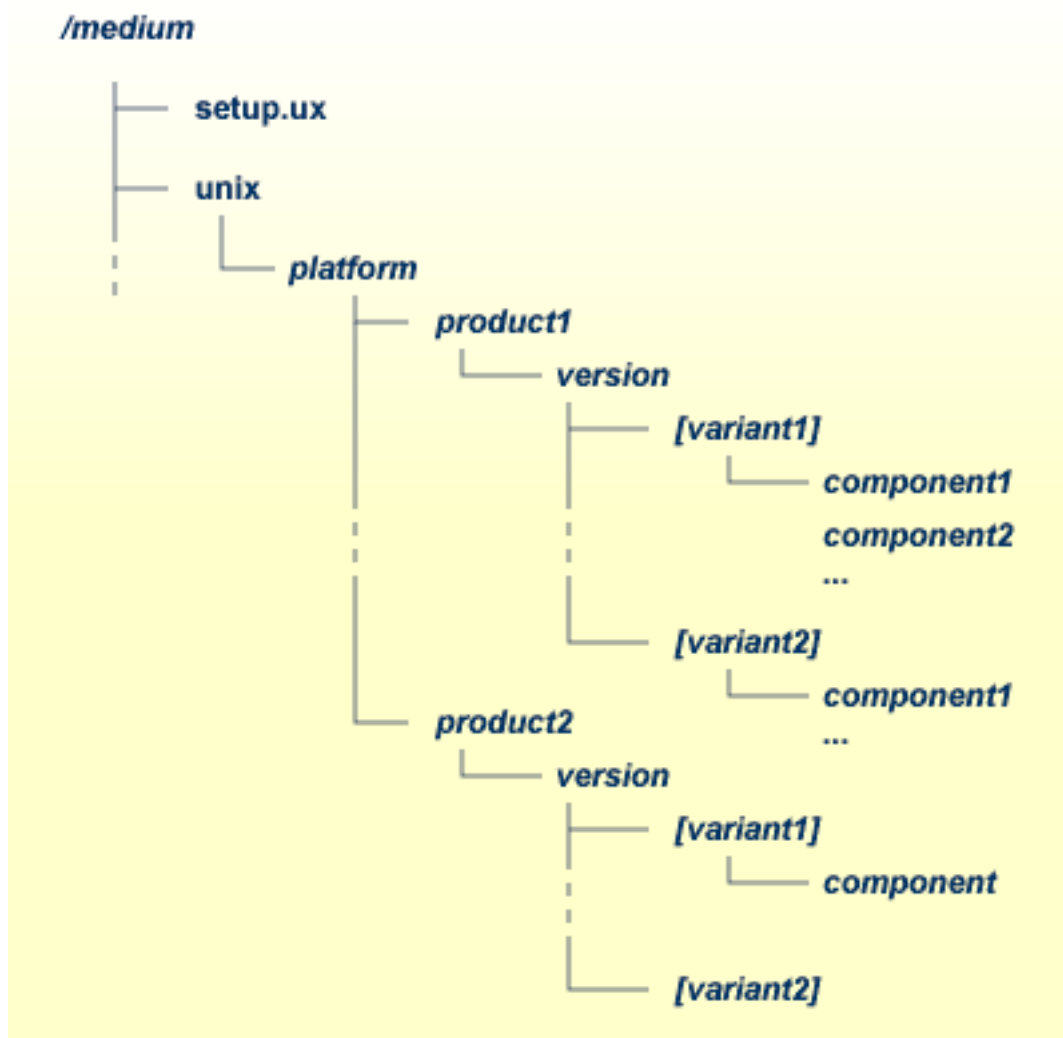 /medium
setup.ux
unix
platform
product1
version
[variant1]
component1
component2
...
[variant2]
component1
...
product2
version
[variant1]
component
[variant2]